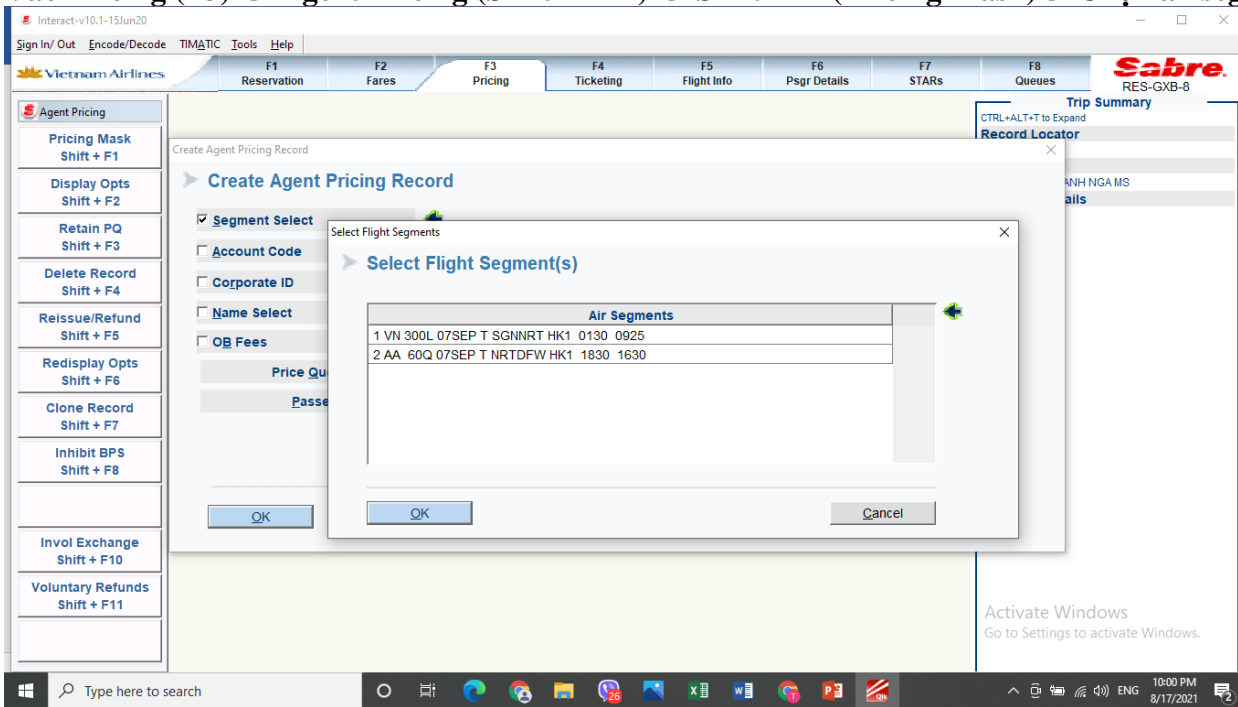 Interact-v10.1-15Jun20
Sign In/ Out Encode/Decode TIMATIC Tools Help
Vietnam Airlines
F1 Reservation
F2 Fares
F3 Pricing
F4 Ticketing
F5 Flight Info
F6 Psgr Details
F7 STARs
F8 Queues
Sabre.
RES-GXB-8
Agent Pricing
Pricing Mask
Shift + F1
Display Opts
Shift + F2
Retain PQ
Shift + F3
Delete Record
Shift + F4
Reissue/Refund
Shift + F5
Redisplay Opts
Shift + F6
Clone Record
Shift + F7
Inhibit BPS
Shift + F8
Invol Exchange
Shift + F10
Voluntary Refunds
Shift + F11
Create Agent Pricing Record
Create Agent Pricing Record
Segment Select
Account Code
Corporate ID
Name Select
OB Fees
Price Qu
Passe
OK
Select Flight Segments
Select Flight Segment(s)
Air Segments
1 VN 300L 07SEP T SGNNRT HK1 0130 0925
2 AA 60Q 07SEP T NRTDFW HK1 1830 1630
OK
Cancel
Trip Summary
CTRL+ALT+T to Expand
Record Locator
ANH NGA MS
ails
Activate Windows
Go to Settings to activate Windows.
Type here to search
26
ENG
10:00 PM
8/17/2021
2